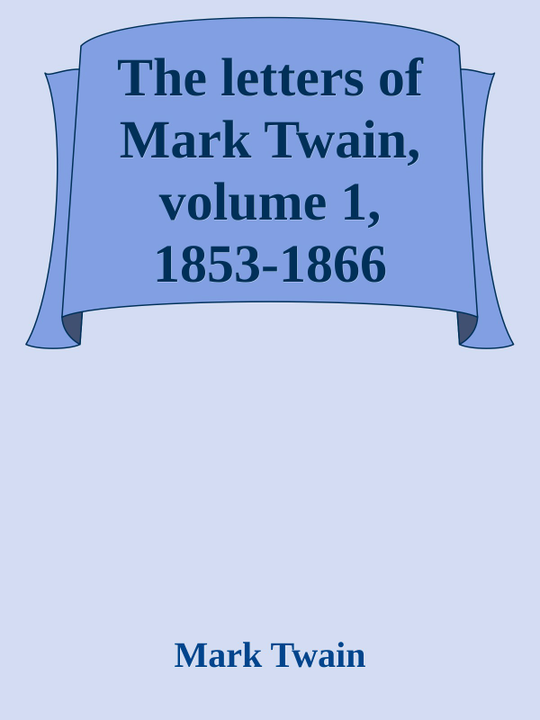 The letters of
Mark Twain,
volume 1,
1853-1866
Mark Twain